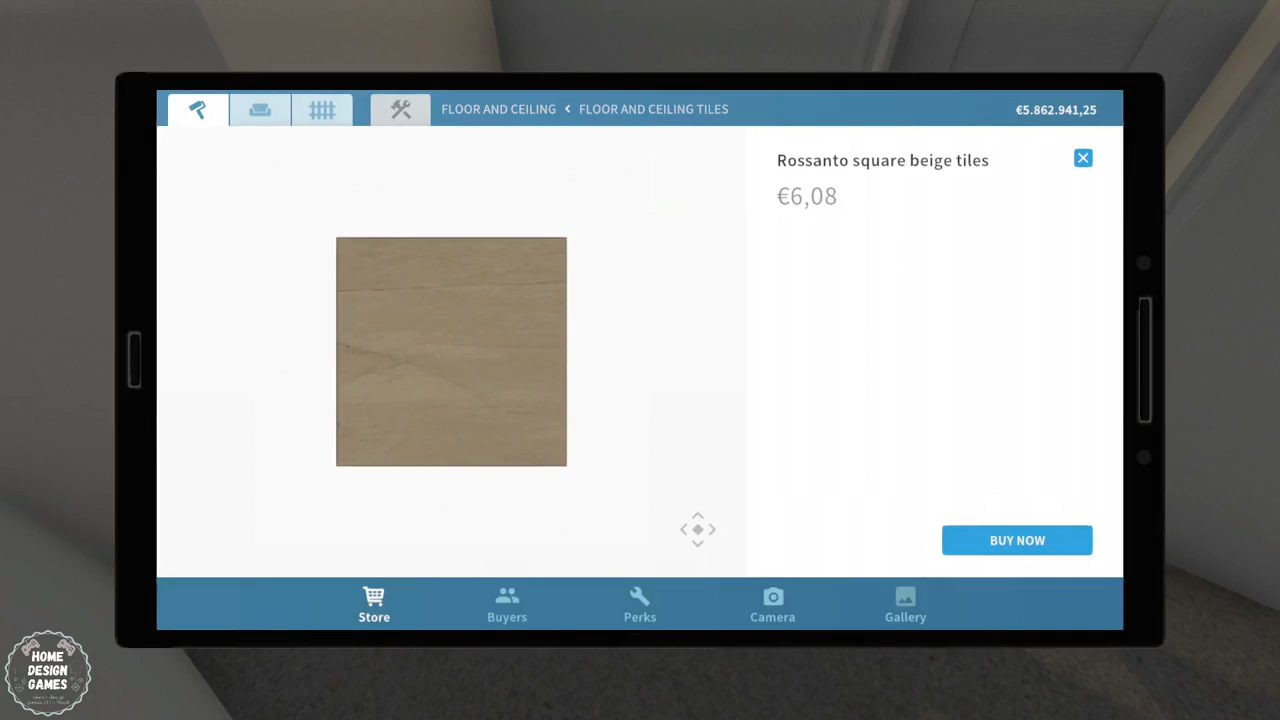 FLOOR AND CEILING < FLOOR AND CEILING TILES
€5.862.941,25
Rossanto square beige tiles
€6,08
BUY NOW
Store
Buyers
Perks
Camera
Gallery
HOME
DESIGN
GAMES